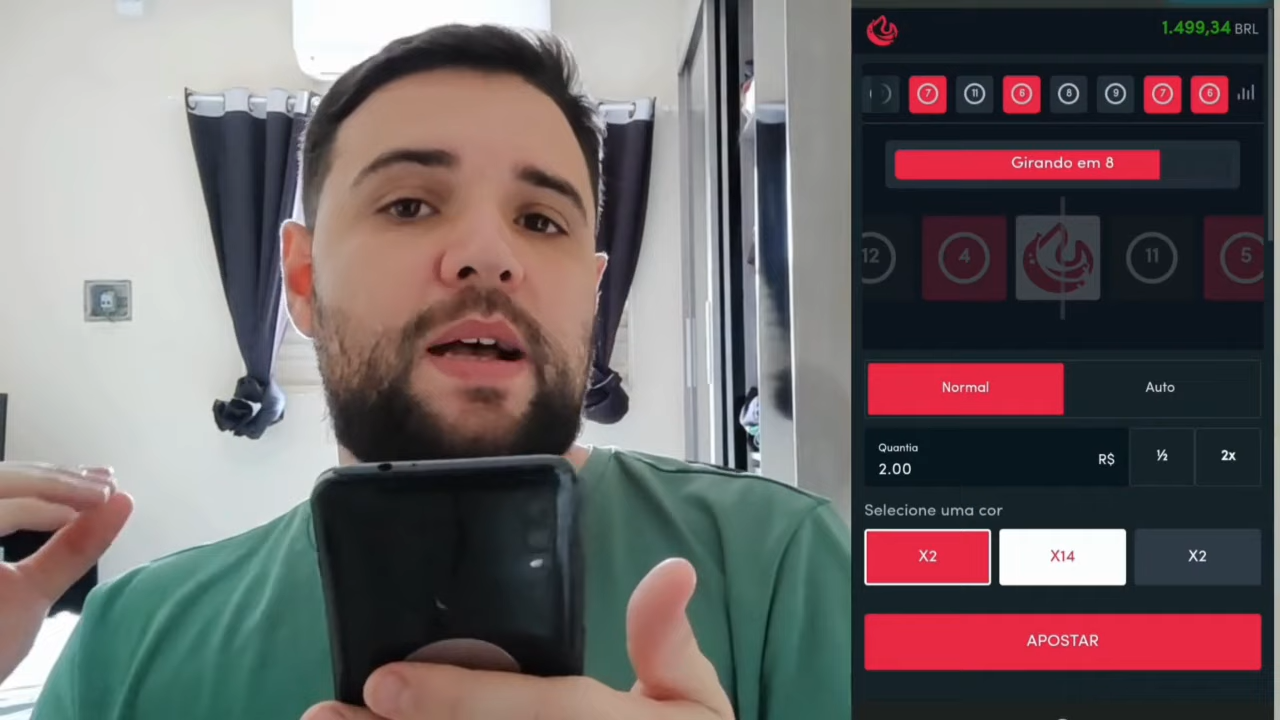 1.499,34 BRL
7 11 6 8 9 7 6
Girando em 8
12 4 11 5
Normal Auto
Quantia
2.00 R$ ½ 2x
Selecione uma cor
X2 X14 X2
APOSTAR